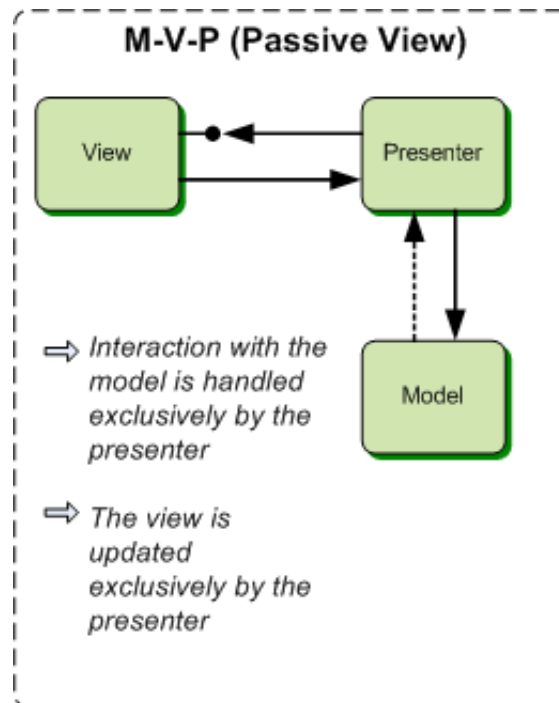 M-V-P (Passive View)
View
Presenter
Model
Interaction with the
model is handled
exclusively by the
presenter
The view is
updated
exclusively by the
presenter